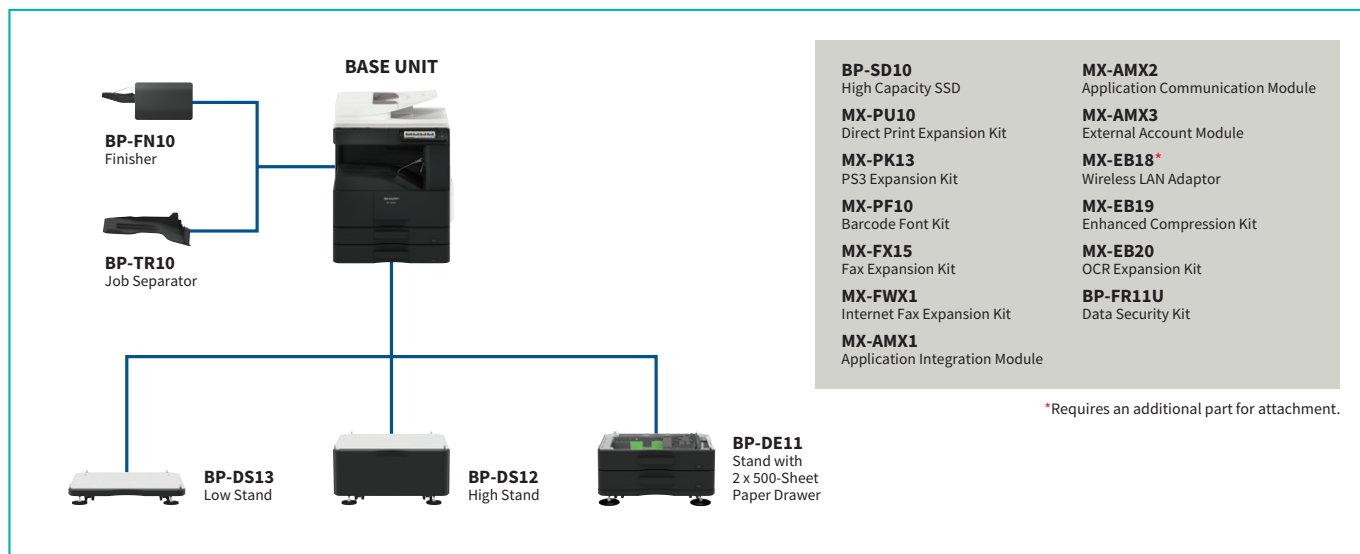 BASE UNIT
BP-FN10
Finisher
BP-TR10
Job Separator
BP-DS13
Low Stand
BP-DS12
High Stand
BP-DE11
Stand with
2 x 500-Sheet
Paper Drawer
BP-SD10
High Capacity SSD
MX-PU10
Direct Print Expansion Kit
MX-PK13
PS3 Expansion Kit
MX-PF10
Barcode Font Kit
MX-FX15
Fax Expansion Kit
MX-FWX1
Internet Fax Expansion Kit
MX-AMX1
Application Integration Module
MX-AMX2
Application Communication Module
MX-AMX3
External Account Module
MX-EB18*
Wireless LAN Adaptor
MX-EB19
Enhanced Compression Kit
MX-EB20
OCR Expansion Kit
BP-FR11U
Data Security Kit
*Requires an additional part for attachment.